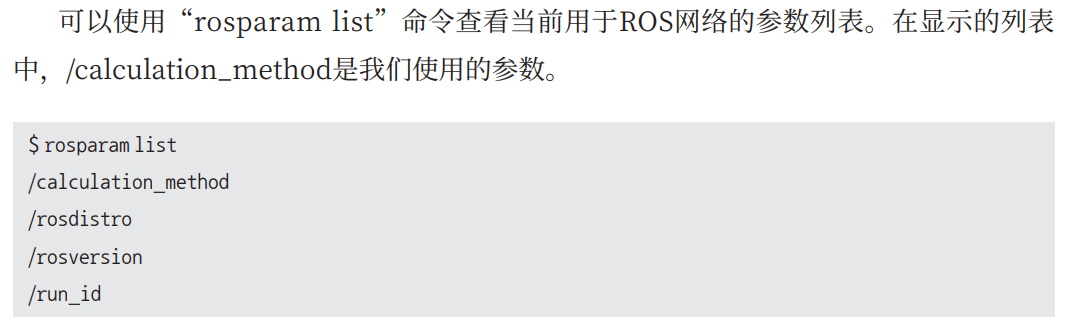 可以使用“rosparam list”命令查看当前用于ROS网络的参数列表。在显示的列表
中，/calculation_method是我们使用的参数。
$ rosparam list
/calculation_method
/rosdistro
/rosversion
/run_id